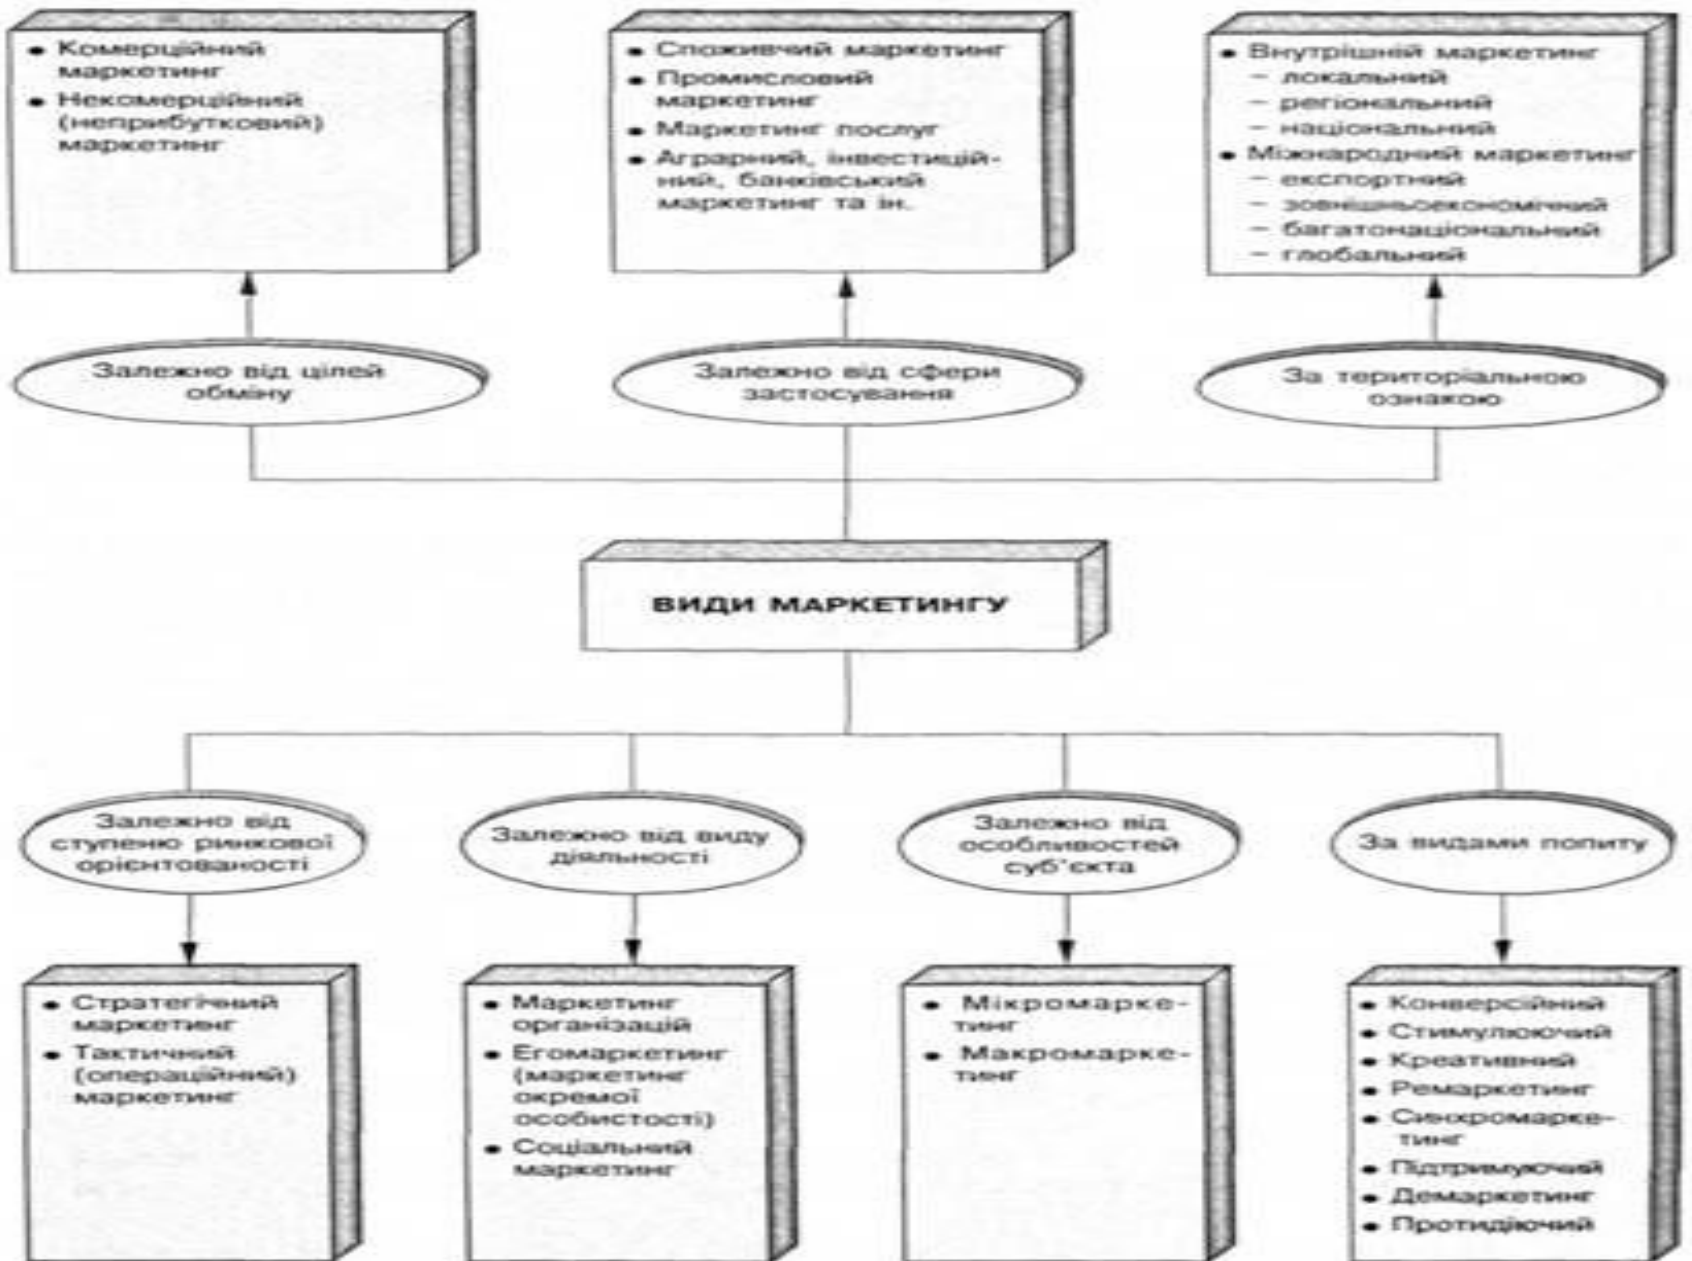 • Комерційний
маркетинг
• Некомерційний
(неприбутковий)
маркетинг
• Споживчий маркетинг
• Промисловий
маркетинг
• Маркетинг послуг
• Аграрний, інвестицій-
ний, банківський
маркетинг та ін.
• Внутрішній маркетинг
– локальний
– регіональний
– національний
• Міжнародний маркетинг
– експортний
– зовнішньоекономічний
– багатонаціональний
– глобальний
Залежно від цілей
обміну
Залежно від сфери
застосування
За територіальною
ознакою
ВИДИ МАРКЕТИНГУ
Залежно від
ступеню ринкової
орієнтованості
Залежно від виду
діяльності
Залежно від
особливостей
суб'єкта
За видами попиту
• Стратегічний
маркетинг
• Тактичний
(операційний)
маркетинг
• Маркетинг
організацій
• Егомаркетинг
(маркетинг
окремої
особистості)
• Соціальний
маркетинг
• Мікромарке-
тинг
• Макромарке-
тинг
• Конверсійний
• Стимулюючий
• Креативний
• Ремаркетинг
• Синхромарке-
тинг
• Підтримуючий
• Демаркетинг
• Протидіючий